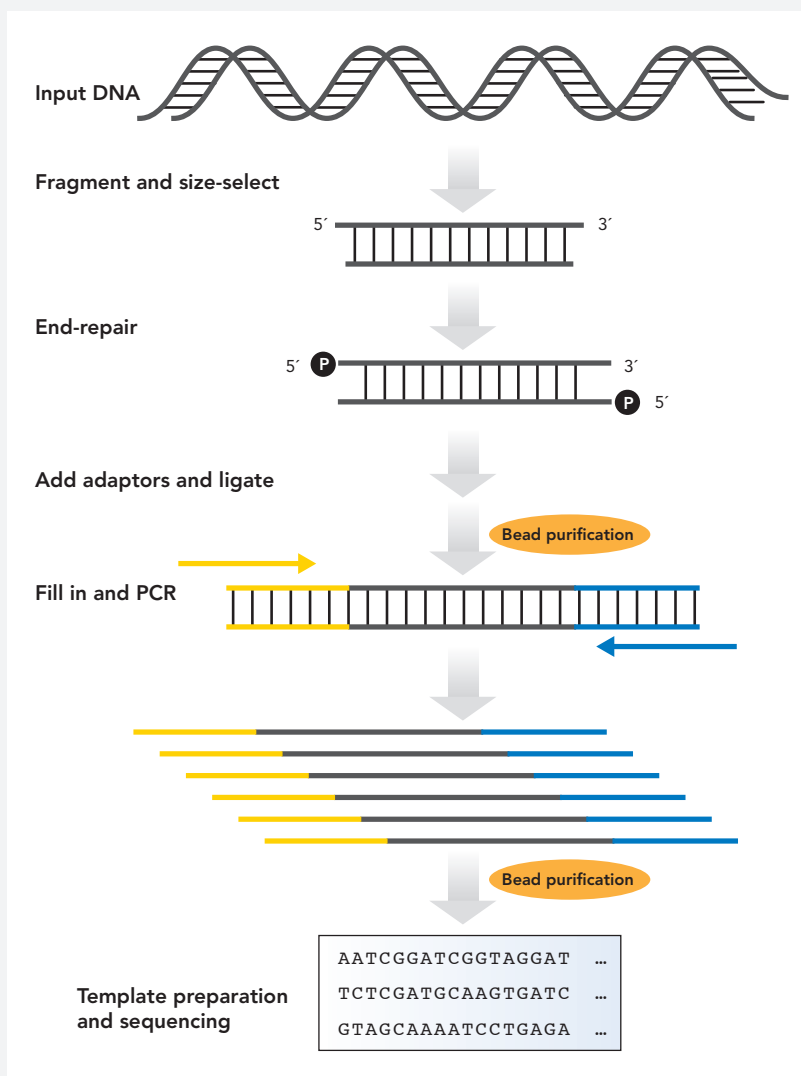 Input DNA
Fragment and size-select
5´
3´
End-repair
5´ P
3´
P 5´
Add adaptors and ligate
Bead purification
Fill in and PCR
Bead purification
AATCGGATCGGTAGGAT ...
TCTCGATGCAAGTGATC ...
GTAGCAAAATCCTGAGA ...
Template preparation
and sequencing